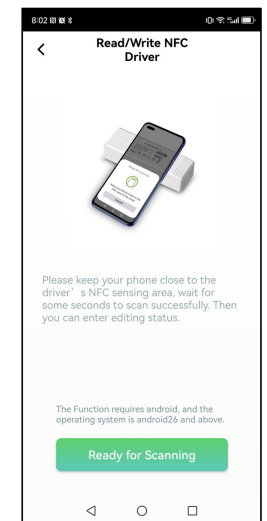 8:02
Read/Write NFC
Driver
Please keep your phone close to the
driver' s NFC sensing area, wait for
some seconds to scan successfully. Then
you can enter editing status.
The Function requires android, and the
operating system is android26 and above.
Ready for Scanning